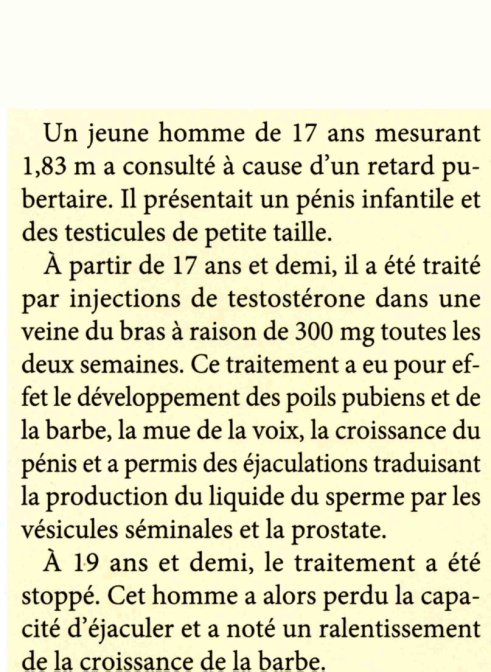 Un jeune homme de 17 ans mesurant
1,83 m a consulté à cause d'un retard pu-
bertaire. Il présentait un pénis infantile et
des testicules de petite taille.
À partir de 17 ans et demi, il a été traité
par injections de testostérone dans une
veine du bras à raison de 300 mg toutes les
deux semaines. Ce traitement a eu pour ef-
fet le développement des poils pubiens et de
la barbe, la mue de la voix, la croissance du
pénis et a permis des éjaculations traduisant
la production du liquide du sperme par les
vésicules séminales et la prostate.
À 19 ans et demi, le traitement a été
stoppé. Cet homme a alors perdu la capa-
cité d'éjaculer et a noté un ralentissement
de la croissance de la barbe.